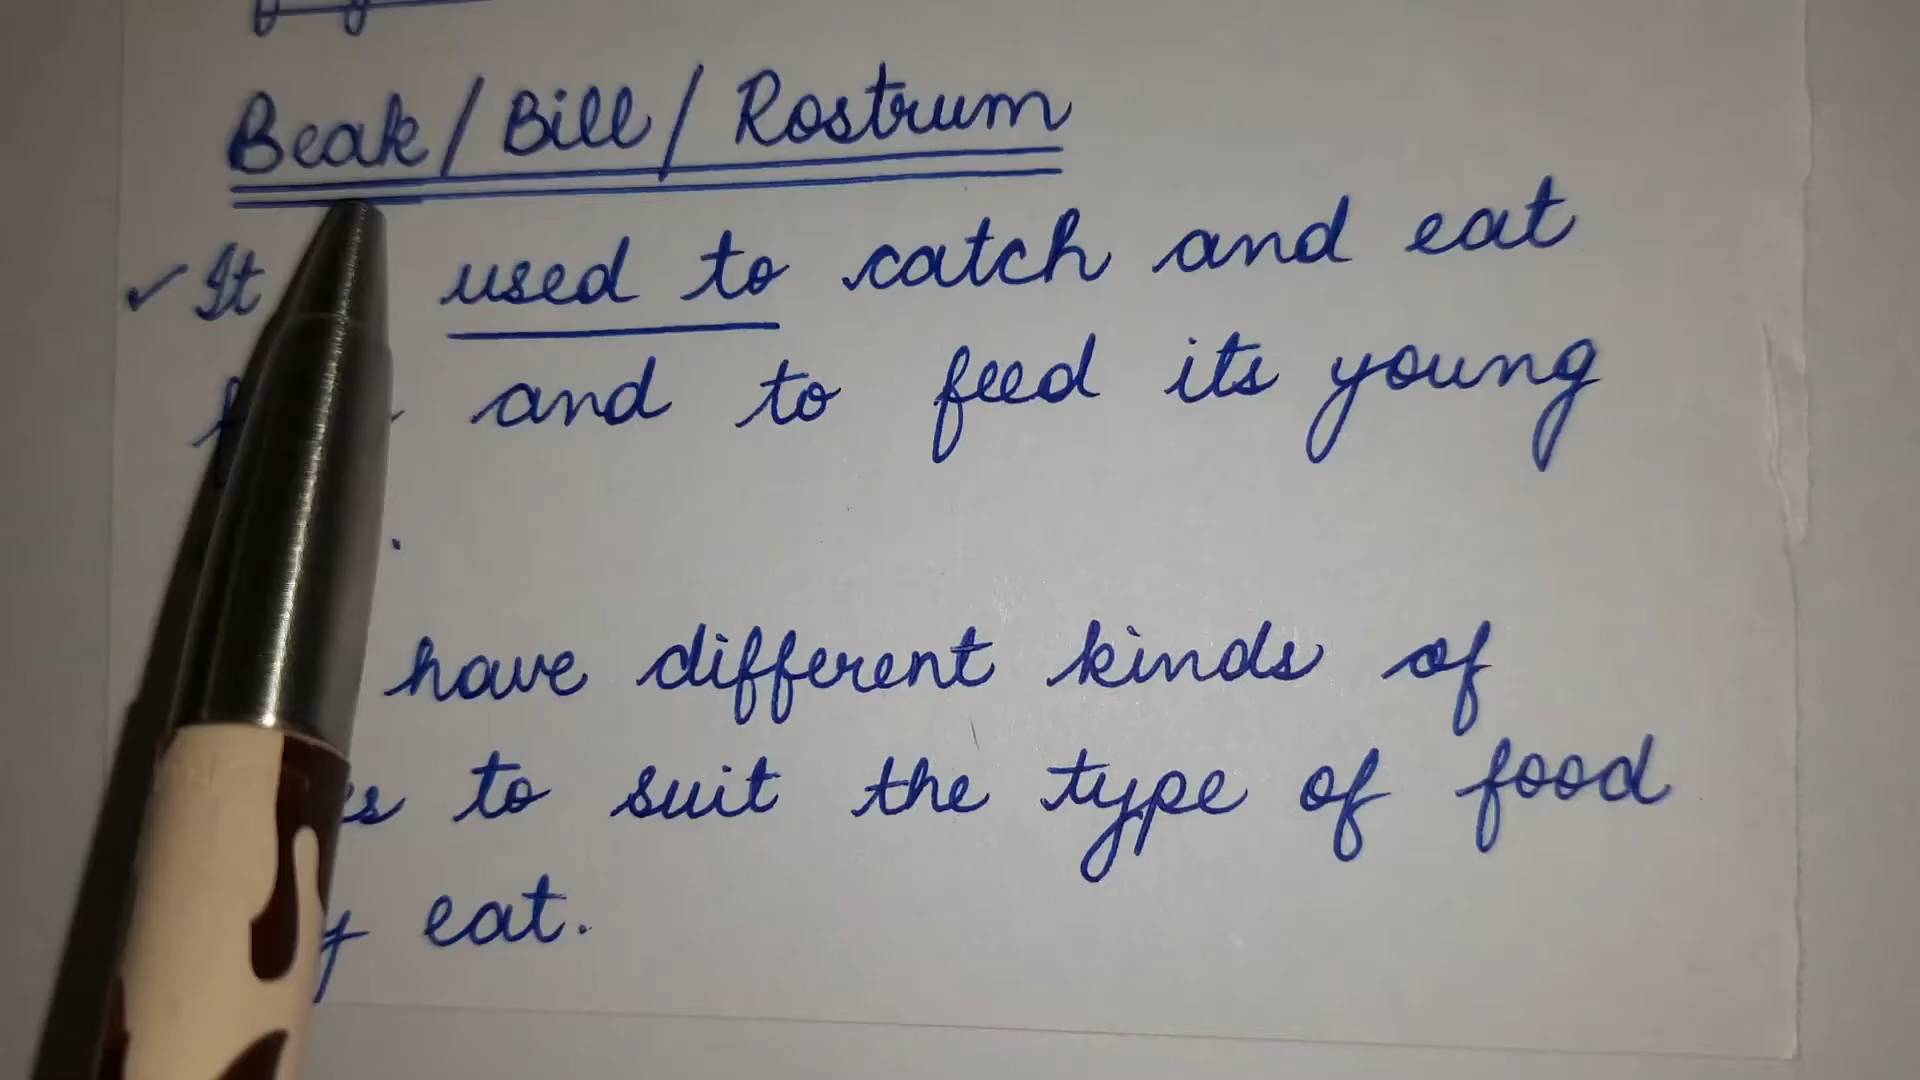 Beak / Bill / Rostrum
It used to catch and eat
and to feed its young
.
have different kinds of
to suit the type of food
eat.